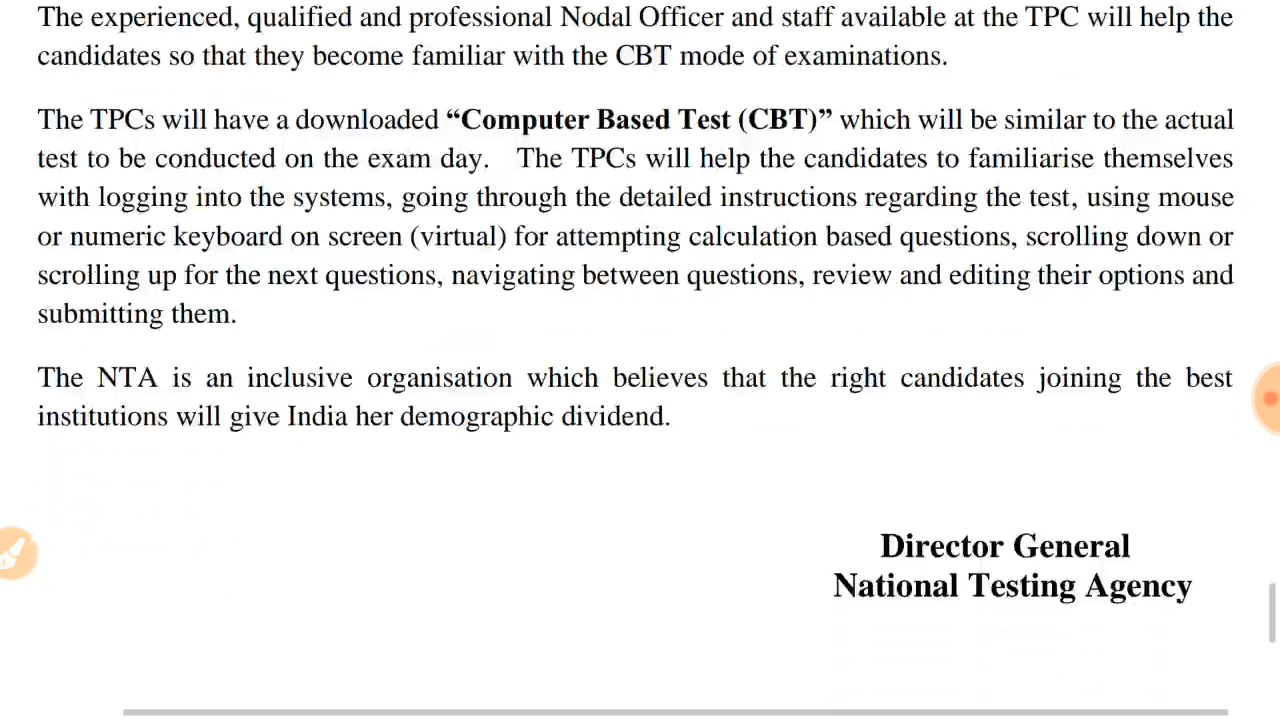 The experienced, qualified and professional Nodal Officer and staff available at the TPC will help the
candidates so that they become familiar with the CBT mode of examinations.
The TPCs will have a downloaded “Computer Based Test (CBT)” which will be similar to the actual
test to be conducted on the exam day. The TPCs will help the candidates to familiarise themselves
with logging into the systems, going through the detailed instructions regarding the test, using mouse
or numeric keyboard on screen (virtual) for attempting calculation based questions, scrolling down or
scrolling up for the next questions, navigating between questions, review and editing their options and
submitting them.
The NTA is an inclusive organisation which believes that the right candidates joining the best
institutions will give India her demographic dividend.
Director General
National Testing Agency